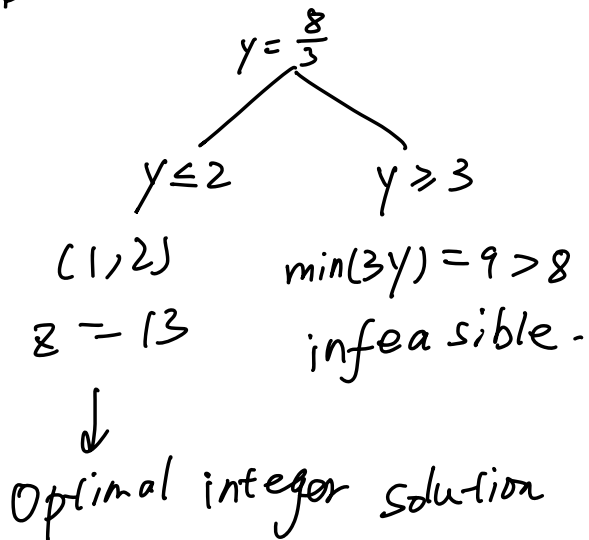 y = 8/3
y ≤ 2
y ≥ 3
(1,2)
min(3y) = 9 > 8
z = 13
infeasible.
↓
Optimal integer solution